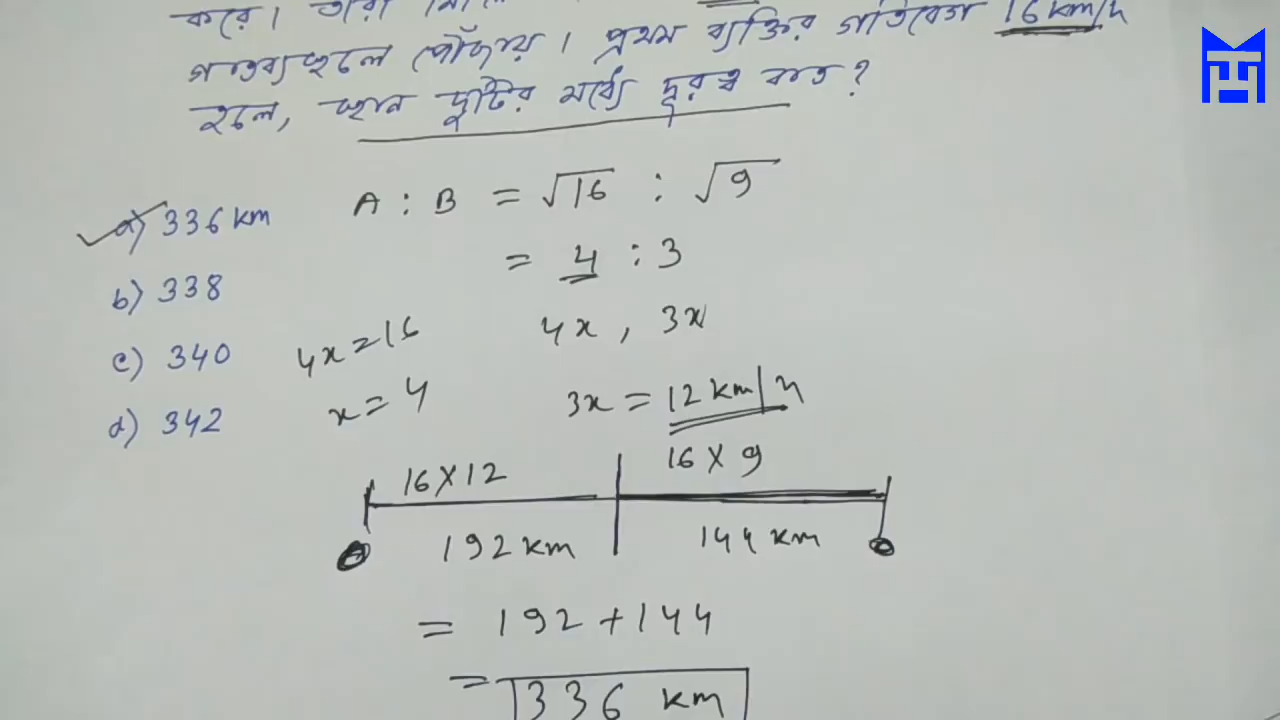 করে। তারা
গন্তব্যস্থলে পৌঁছায়। প্রথম ব্যক্তির গতিবেগ 16 km/h
হলে, স্থান দুটির মধ্যে দূরত্ব কত?
A : B = √16 : √9
a) 336 km
= 4 : 3
b) 338
4x , 3x
4x = 16
c) 340
x = 4
3x = 12 km/h
d) 342
16 X 12
16 X 9
192 km
144 km
= 192 + 144
= 336 km